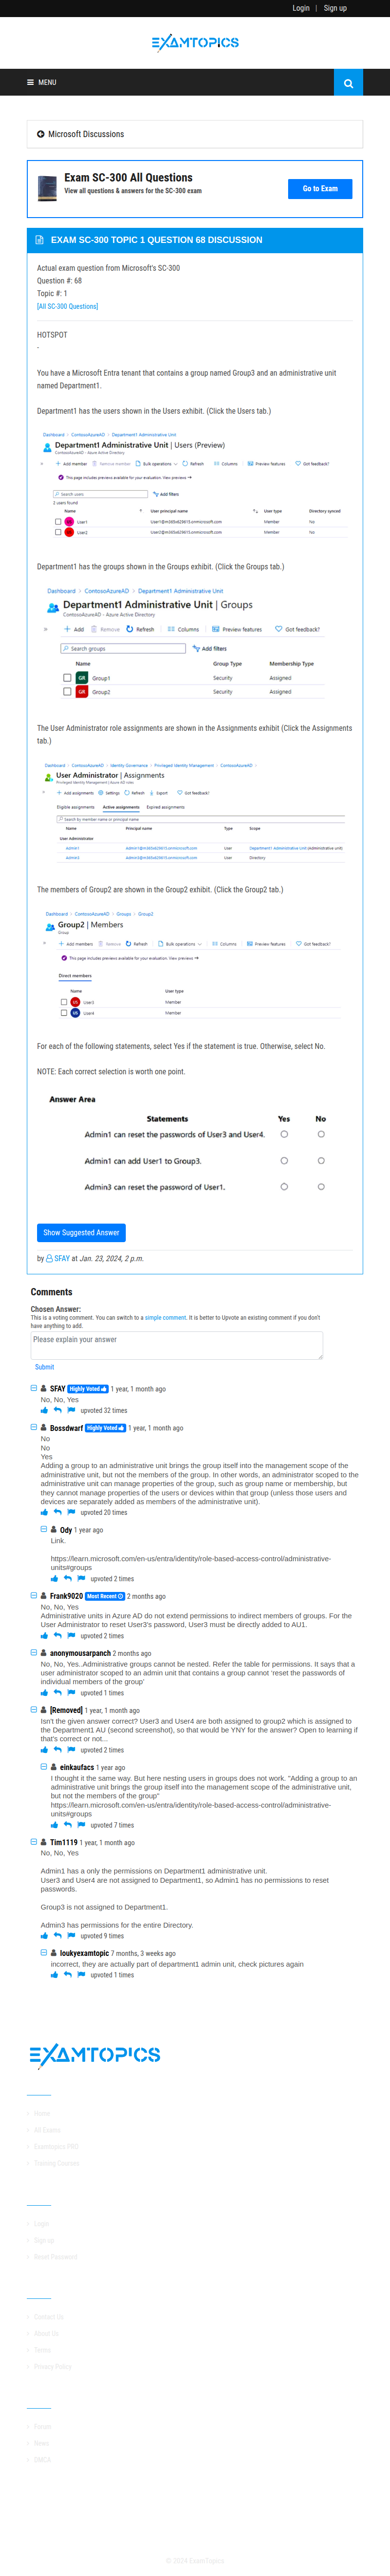 Login | Sign up
EXAMTOPICS
MENU
Microsoft Discussions
Exam SC-300 All Questions
View all questions & answers for the SC-300 exam
Go to Exam
EXAM SC-300 TOPIC 1 QUESTION 68 DISCUSSION
Actual exam question from Microsoft's SC-300
Question #: 68
Topic #: 1
[All SC-300 Questions]
HOTSPOT
-
You have a Microsoft Entra tenant that contains a group named Group3 and an administrative unit
named Department1.
Department1 has the users shown in the Users exhibit. (Click the Users tab.)
Dashboard > ContosoAzureAD > Department1 Administrative Unit
Department1 Administrative Unit | Users (Preview)
ContosoAzureAD - Azure Active Directory
Add member Remove member Bulk operations Refresh Columns Preview features Got feedback?
This page includes previews available for your evaluation. View previews →
Search users Add filters
2 users found
Name User principal name User type Directory synced
User1 Member No
User2 Member No
Department1 has the groups shown in the Groups exhibit. (Click the Groups tab.)
Dashboard > ContosoAzureAD > Department1 Administrative Unit
Department1 Administrative Unit | Groups
ContosoAzureAD - Azure Active Directory
Add Remove Refresh Columns Preview features Got feedback?
Search groups Add filters
Name Group Type Membership Type
GR Group1 Security Assigned
GR Group2 Security Assigned
The User Administrator role assignments are shown in the Assignments exhibit (Click the Assignments
tab.)
Dashboard > ContosoAzureAD > Identity Governance > Privileged Identity Management > ContosoAzureAD >
User Administrator | Assignments
Privileged Identity Management | Azure AD roles
Add assignments Settings Refresh Export Got feedback?
Eligible assignments Active assignments Expired assignments
Search by member name or principal name
Name Principal name Type Scope
User Administrator
Admin1 User Department1 Administrative Unit
Admin3 User Directory
The members of Group2 are shown in the Group2 exhibit. (Click the Group2 tab.)
Dashboard > ContosoAzureAD > Groups > Group2
Group2 | Members
Group
Add members Remove Refresh Bulk operations Columns Preview features Got feedback?
This page includes previews available for your evaluation. View previews →
Direct members
Name User type
User3 Member
User4 Member
For each of the following statements, select Yes if the statement is true. Otherwise, select No.
NOTE: Each correct selection is worth one point.
Answer Area
Statements Yes No
Admin1 can reset the passwords of User3 and User4.
Admin1 can add User1 to Group3.
Admin3 can reset the password of User1.
Show Suggested Answer
by SFAY at Jan. 23, 2024, 2 p.m.
Comments
Chosen Answer:
This is a voting comment. You can switch to a simple comment. It is better to Upvote an existing comment if you don't
have anything to add.
Please explain your answer
Submit
SFAY Highly Voted 1 year, 1 month ago
No, No, Yes
upvoted 32 times
Bossdwarf Highly Voted 1 year, 1 month ago
No
No
Yes
Adding a group to an administrative unit brings the group itself into the management scope of the
administrative unit, but not the members of the group. In other words, an administrator scoped to the
administrative unit can manage properties of the group, such as group name or membership, but
they cannot manage properties of the users or devices within that group (unless those users and
devices are separately added as members of the administrative unit).
upvoted 20 times
Ody 1 year ago
Link.
https://learn.microsoft.com/en-us/entra/identity/role-based-access-control/administrative-
units#groups
upvoted 2 times
Frank9020 Most Recent 2 months ago
No, No, Yes
Administrative units in Azure AD do not extend permissions to indirect members of groups. For the
User Administrator to reset User3's password, User3 must be directly added to AU1.
upvoted 2 times
anonymousarpanch 2 months ago
No, No, Yes..Administrative groups cannot be nested. Refer the table for permissions. It says that a
user administrator scoped to an admin unit that contains a group cannot 'reset the passwords of
individual members of the group'
upvoted 1 times
[Removed] 1 year, 1 month ago
Isn't the given answer correct? User3 and User4 are both assigned to group2 which is assigned to
the Department1 AU (second screenshot), so that would be YNY for the answer? Open to learning if
that's correct or not...
upvoted 2 times
einkaufacs 1 year ago
I thought it the same way. But here nesting users in groups does not work. "Adding a group to an
administrative unit brings the group itself into the management scope of the administrative unit,
but not the members of the group"
https://learn.microsoft.com/en-us/entra/identity/role-based-access-control/administrative-
units#groups
upvoted 7 times
Tim1119 1 year, 1 month ago
No, No, Yes
Admin1 has a only the permissions on Department1 administrative unit.
User3 and User4 are not assigned to Department1, so Admin1 has no permissions to reset
passwords.
Group3 is not assigned to Department1.
Admin3 has permissions for the entire Directory.
upvoted 9 times
loukyexamtopic 7 months, 3 weeks ago
incorrect, they are actually part of department1 admin unit, check pictures again
upvoted 1 times
EXAMTOPICS
Home
All Exams
Examtopics PRO
Training Courses
Login
Sign up
Reset Password
Contact Us
About Us
Terms
Privacy Policy
Forum
News
DMCA
© 2024 ExamTopics